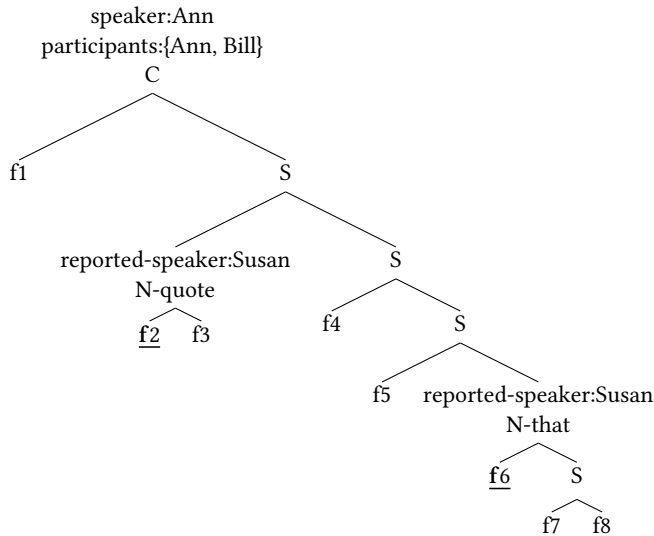 speaker:Ann
participants:{Ann, Bill}
C
f1 S
reported-speaker:Susan S
N-quote
f2 f3 f4 S
f5 reported-speaker:Susan
N-that
f6 S
f7 f8